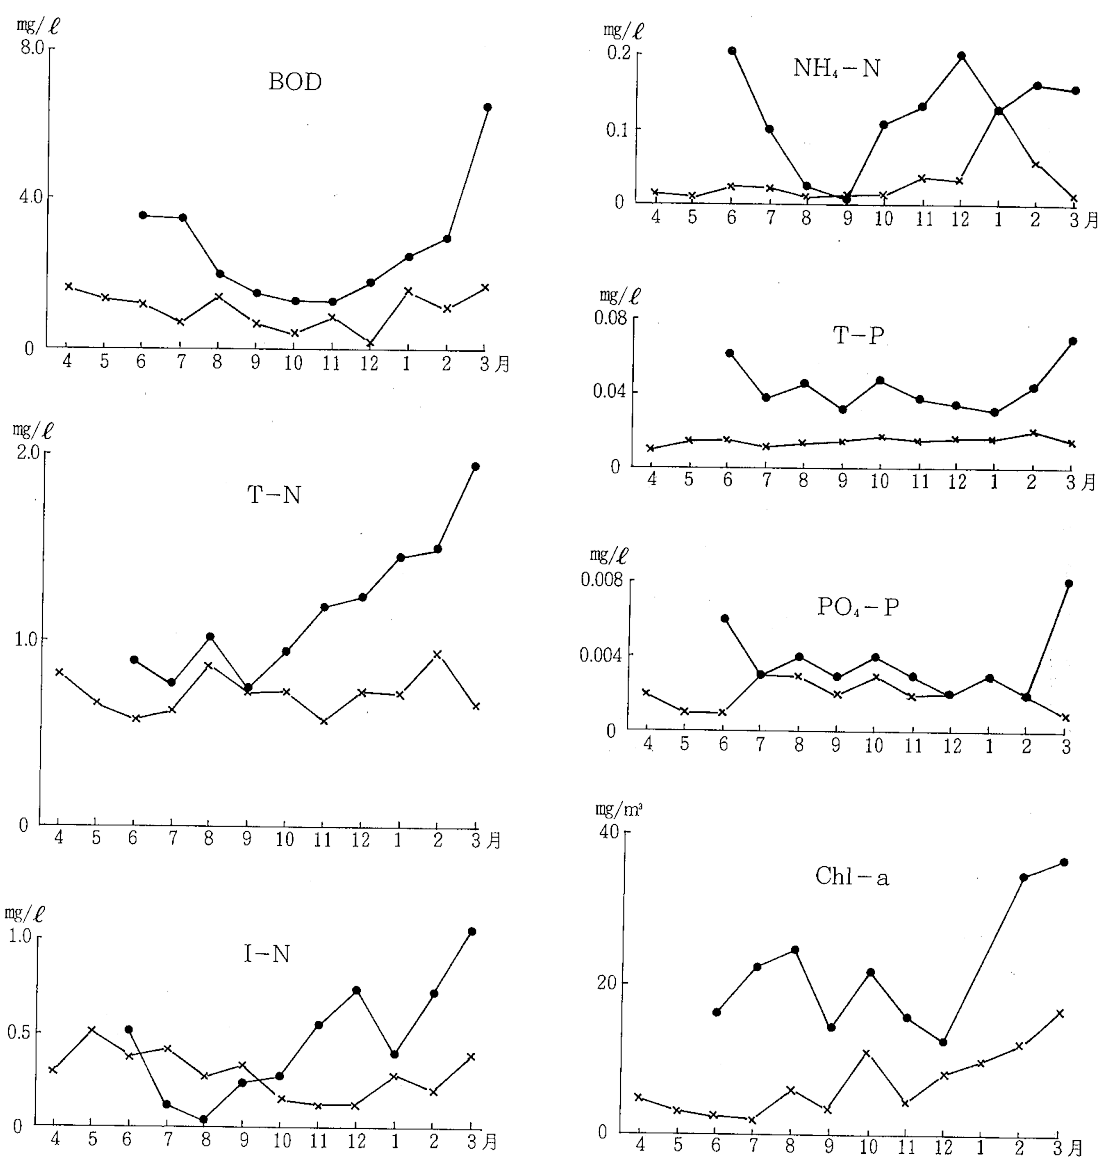 mg/ℓ
8.0
BOD
4.0
0
4 5 6 7 8 9 10 11 12 1 2 3月
mg/ℓ
2.0
T-N
1.0
0
4 5 6 7 8 9 10 11 12 1 2 3月
mg/ℓ
1.0
I-N
0.5
0
4 5 6 7 8 9 10 11 12 1 2 3月
mg/ℓ
0.2
NH₄-N
0.1
0
4 5 6 7 8 9 10 11 12 1 2 3月
mg/ℓ
0.08
T-P
0.04
0
4 5 6 7 8 9 10 11 12 1 2 3月
mg/ℓ
0.008
PO₄-P
0.004
0
4 5 6 7 8 9 10 11 12 1 2 3
mg/m³
40
Chl-a
20
0
4 5 6 7 8 9 10 11 12 1 2 3月